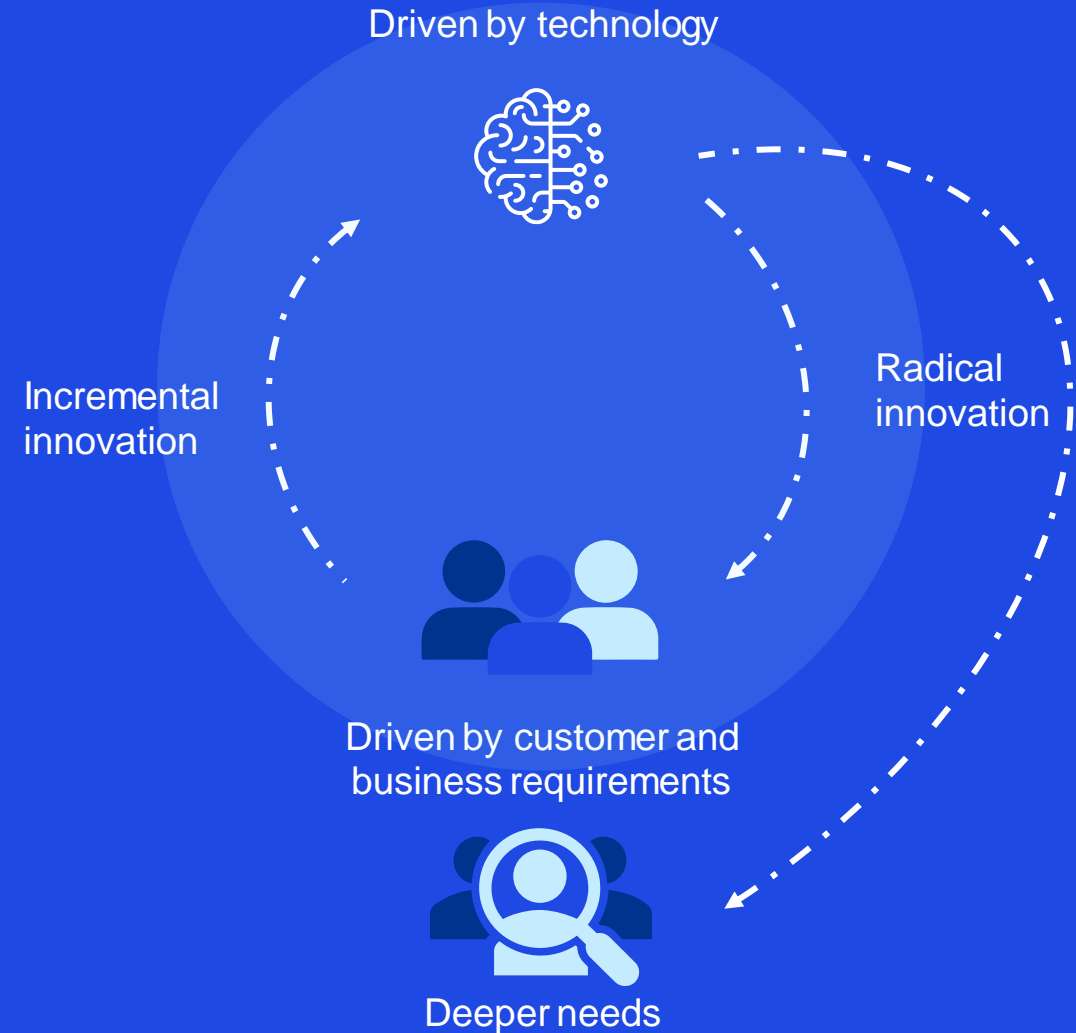 Driven by technology
Incremental
innovation
Radical
innovation
Driven by customer and
business requirements
Deeper needs